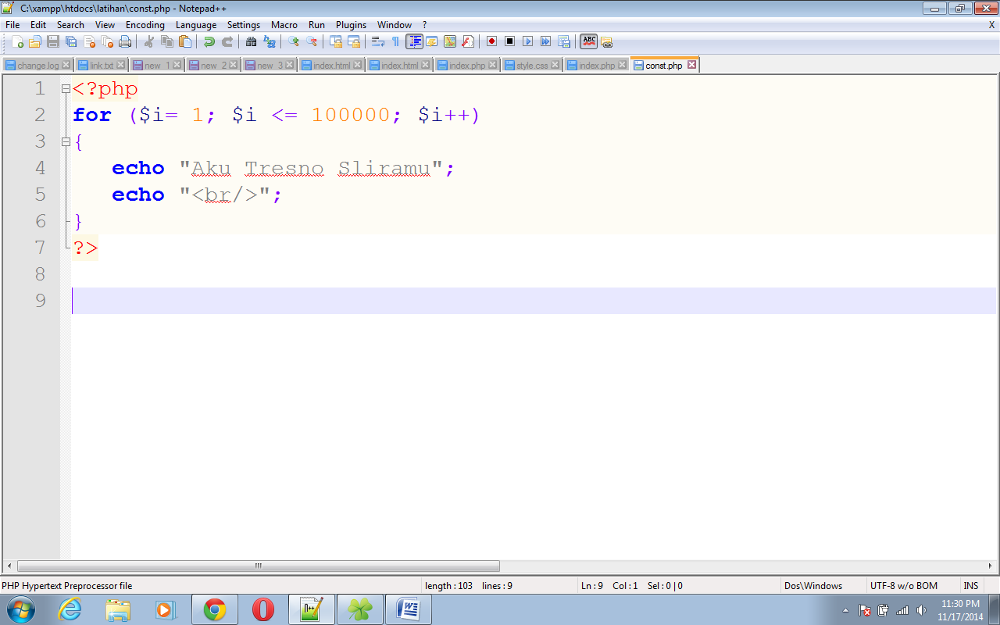 C:\xampp\htdocs\latihan\const.php - Notepad++
File Edit Search View Encoding Language Settings Macro Run Plugins Window ? X
ABC
change.log link.txt new 1 new 2 new 3 index.html index.html index.php style.css index.php const.php
1 <?php
2 for ($i= 1; $i <= 100000; $i++)
3 {
4 echo "Aku Tresno Sliramu";
5 echo "<br/>";
6 }
7 ?>
8
9
PHP Hypertext Preprocessor file length : 103 lines : 9 Ln : 9 Col : 1 Sel : 0 | 0 Dos\Windows UTF-8 w/o BOM INS
11:30 PM
11/17/2014